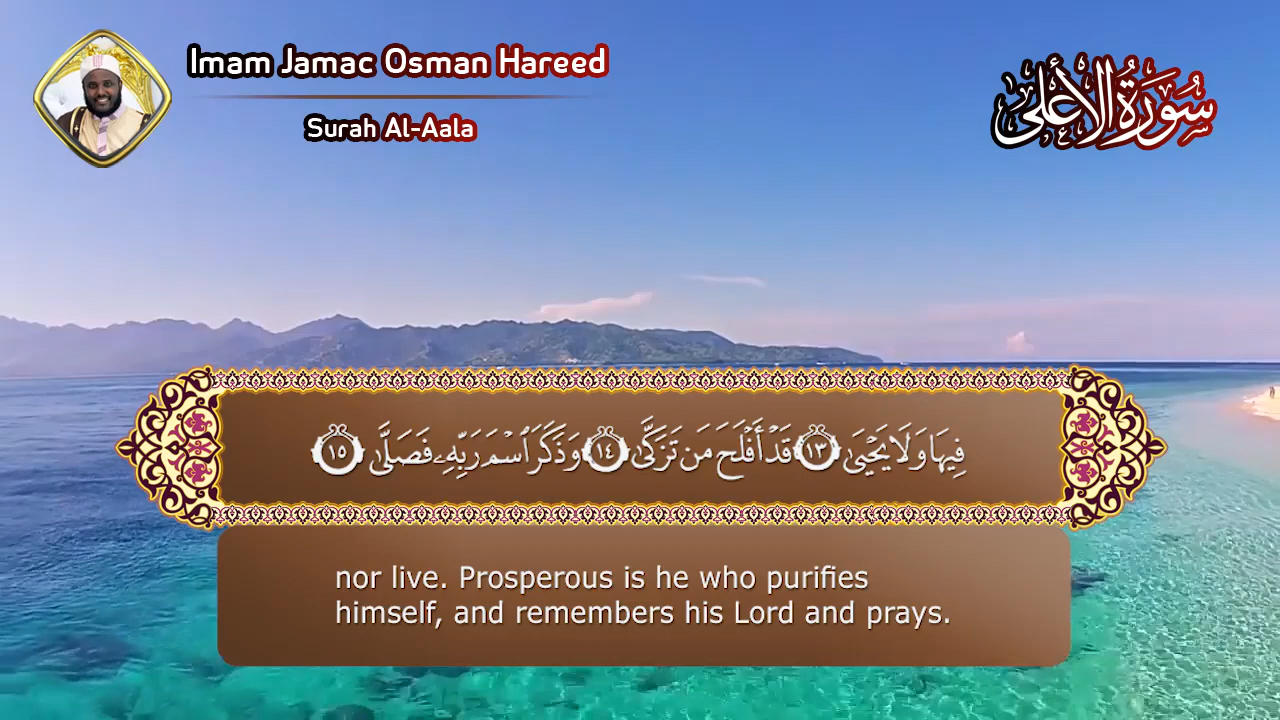 Imam Jamac Osman Hareed
Surah Al-Aala
سُورَةُ الأَعْلَى
فِيهَا وَلَا يَحْيَىٰ ١٣ قَدْ أَفْلَحَ مَن تَزَكَّىٰ ١٤ وَذَكَرَ ٱسْمَ رَبِّهِۦ فَصَلَّىٰ ١٥
nor live. Prosperous is he who purifies
himself, and remembers his Lord and prays.